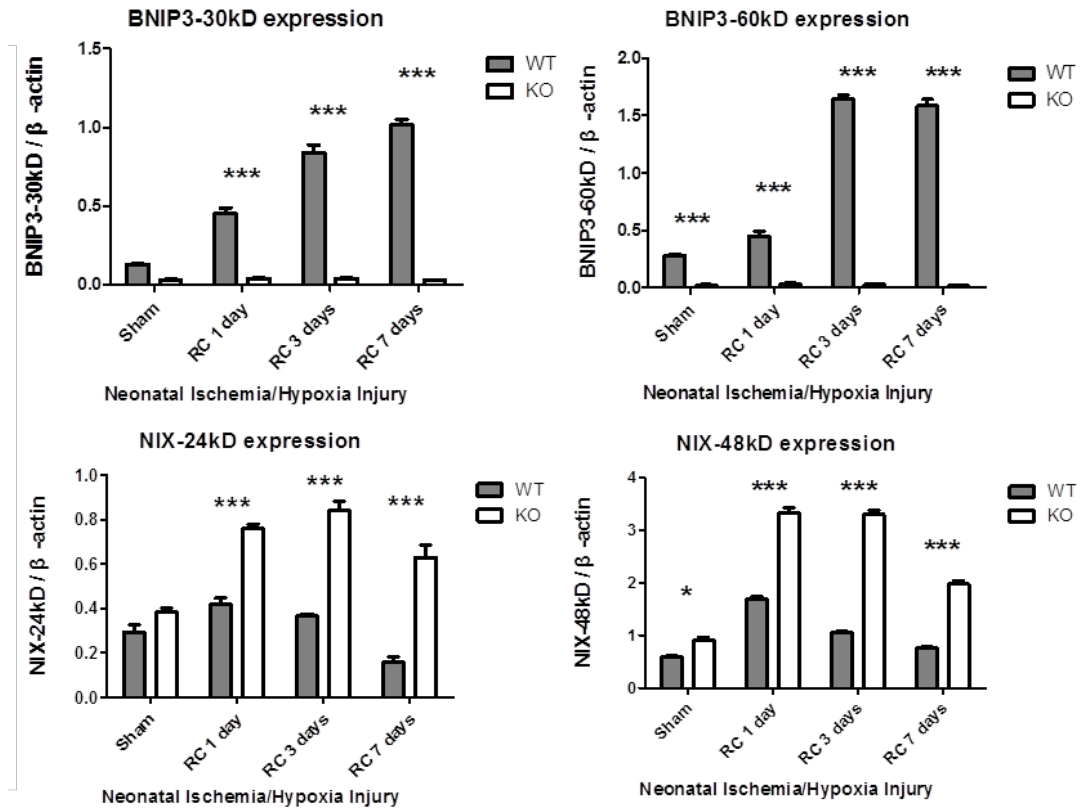 BNIP3-30kD expression
BNIP3-30kD / β -actin
1.5
1.0
0.5
0.0
***
***
***
WT
KO
Sham
RC 1 day
RC 3 days
RC 7 days
Neonatal Ischemia/Hypoxia Injury
BNIP3-60kD expression
BNIP3-60kD / β -actin
2.0
1.5
1.0
0.5
0.0
***
***
***
***
WT
KO
Sham
RC 1 day
RC 3 days
RC 7 days
Neonatal Ischemia/Hypoxia Injury
NIX-24kD expression
NIX-24kD / β -actin
1.0
0.8
0.6
0.4
0.2
0.0
***
***
***
WT
KO
Sham
RC 1 day
RC 3 days
RC 7 days
Neonatal Ischemia/Hypoxia Injury
NIX-48kD expression
NIX-48kD / β -actin
4
3
2
1
0
*
***
***
***
WT
KO
Sham
RC 1 day
RC 3 days
RC 7 days
Neonatal Ischemia/Hypoxia Injury